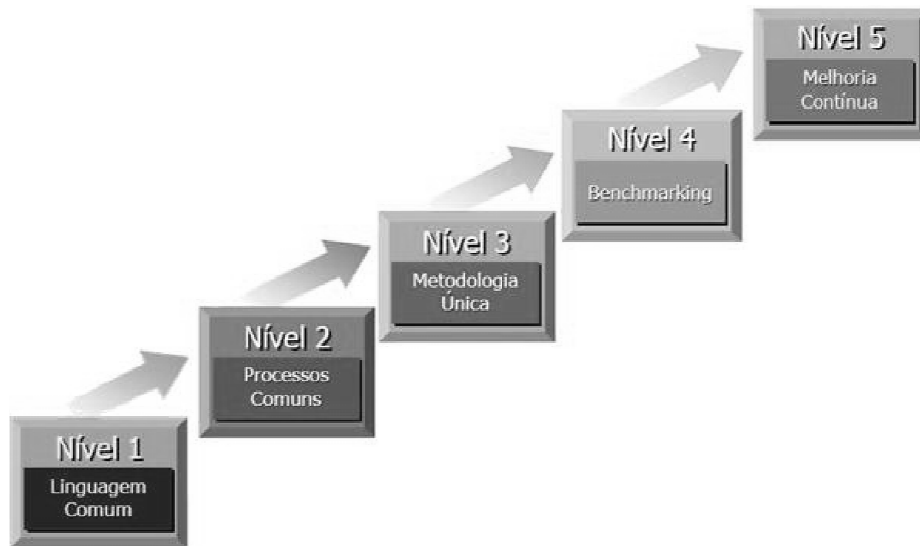 Nível 1
Linguagem
Comum
Nível 2
Processos
Comuns
Nível 3
Metodologia
Única
Nível 4
Benchmarking
Nível 5
Melhoria
Contínua